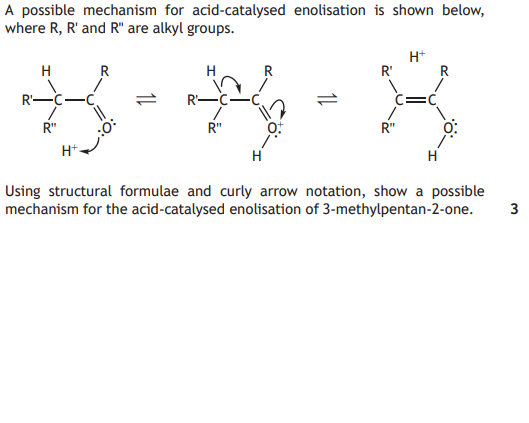 A possible mechanism for acid-catalysed enolisation is shown below,
where R, R' and R" are alkyl groups.
H R H R R' H+ R
R'—C—C R'—C—C C=C
R" :O: R" O:+ R" O:
H+ H H
Using structural formulae and curly arrow notation, show a possible
mechanism for the acid-catalysed enolisation of 3-methylpentan-2-one. 3